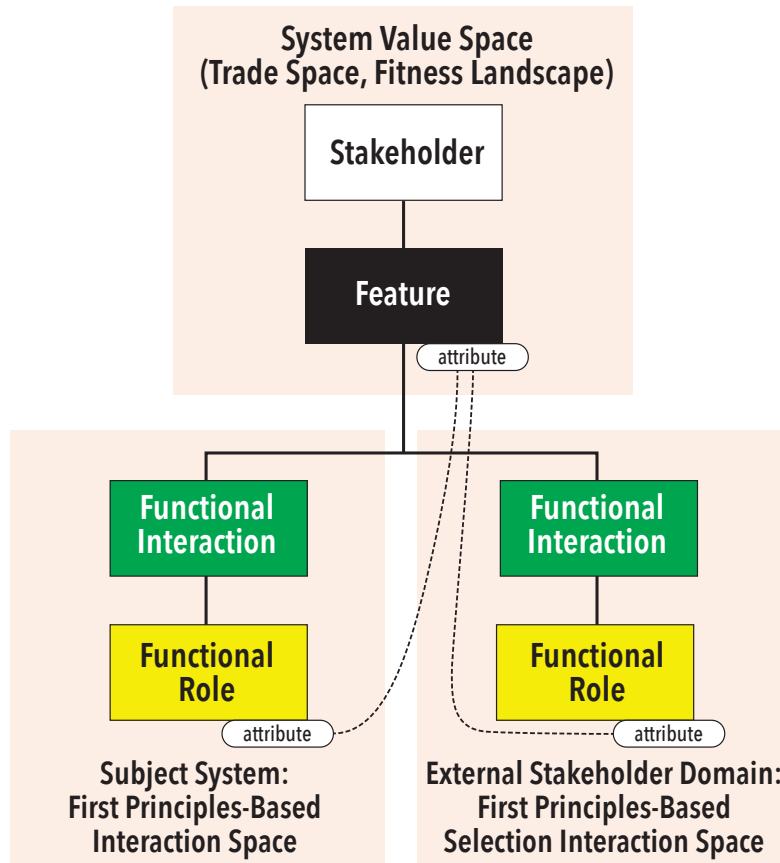 System Value Space
(Trade Space, Fitness Landscape)
Stakeholder
Feature
attribute
Functional
Interaction
Functional
Role
attribute
Subject System:
First Principles-Based
Interaction Space
Functional
Interaction
Functional
Role
attribute
External Stakeholder Domain:
First Principles-Based
Selection Interaction Space